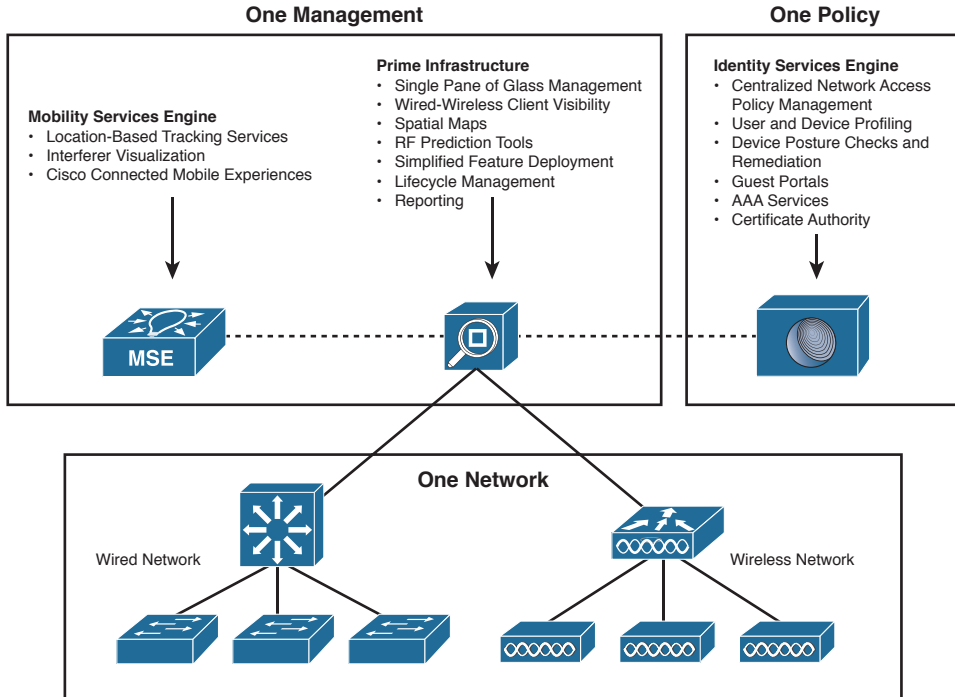 One Management
One Policy
Mobility Services Engine
• Location-Based Tracking Services
• Interferer Visualization
• Cisco Connected Mobile Experiences
Prime Infrastructure
• Single Pane of Glass Management
• Wired-Wireless Client Visibility
• Spatial Maps
• RF Prediction Tools
• Simplified Feature Deployment
• Lifecycle Management
• Reporting
Identity Services Engine
• Centralized Network Access
Policy Management
• User and Device Profiling
• Device Posture Checks and
Remediation
• Guest Portals
• AAA Services
• Certificate Authority
MSE
One Network
Wired Network
Wireless Network